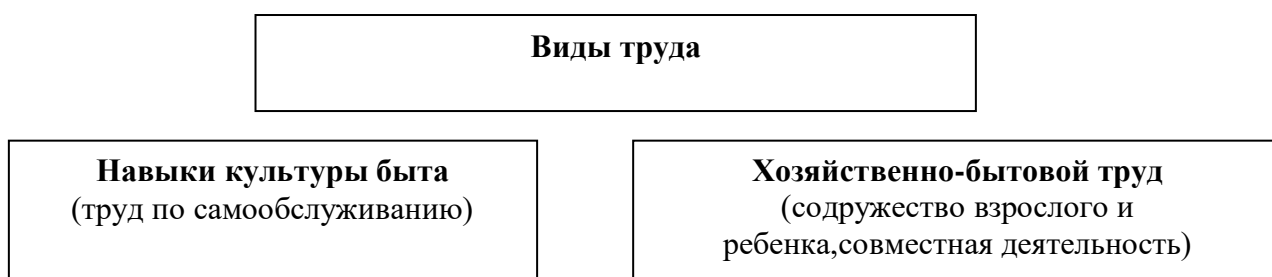 Виды труда
Навыки культуры быта
(труд по самообслуживанию)
Хозяйственно-бытовой труд
(содружество взрослого и
ребенка,совместная деятельность)